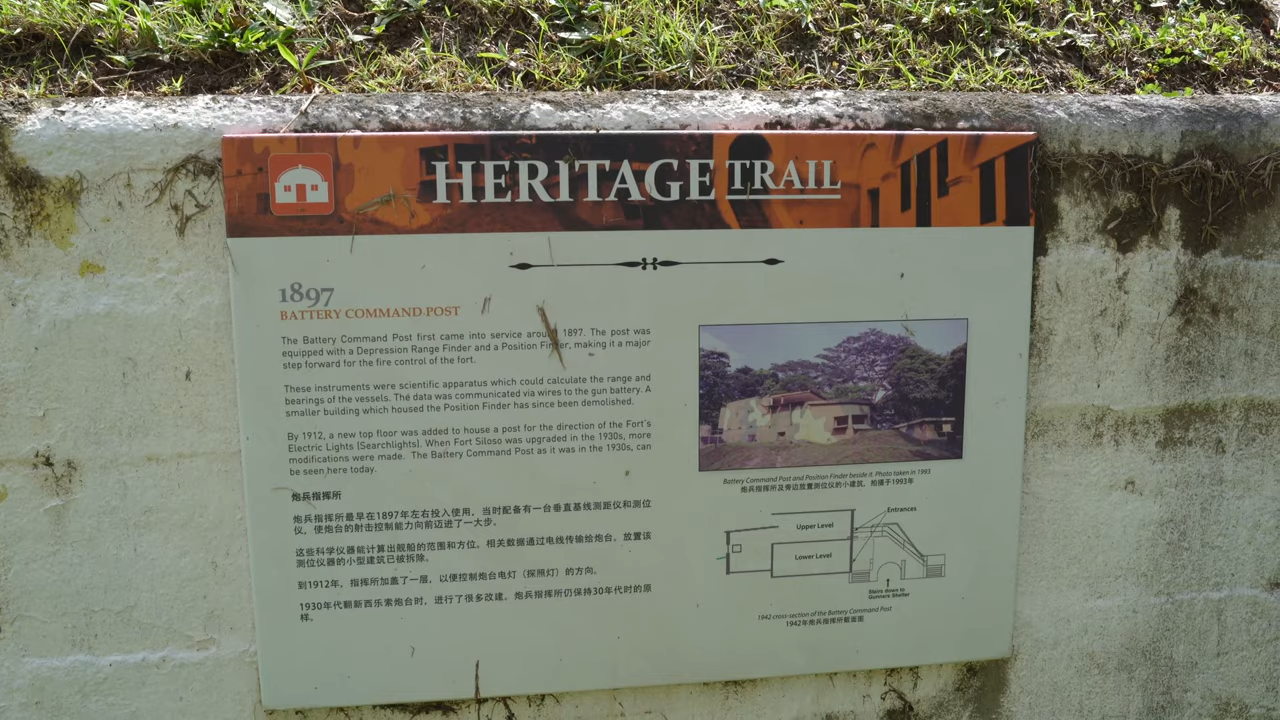 HERITAGE TRAIL
1897
BATTERY COMMAND POST
The Battery Command Post first came into service around 1897. The post was
equipped with a Depression Range Finder and a Position Finder, making it a major
step forward for the fire control of the fort.
These instruments were scientific apparatus which could calculate the range and
bearings of the vessels. The data was communicated via wires to the gun battery. A
smaller building which housed the Position Finder has since been demolished.
By 1912, a new top floor was added to house a post for the direction of the Fort's
Electric Lights (Searchlights). When Fort Siloso was upgraded in the 1930s, more
modifications were made. The Battery Command Post as it was in the 1930s, can
be seen here today.
炮兵指挥所
炮兵指挥所最早在1897年左右投入使用，当时配备有一台垂直基线测距仪和测位
仪，使炮台的射击控制能力向前迈进了一大步。
这些科学仪器能计算出舰船的范围和方位。相关数据通过电线传输给炮台。放置该
测位仪器的小型建筑已被拆除。
到1912年，指挥所加盖了一层，以便控制炮台电灯（探照灯）的方向。
1930年代翻新西乐索炮台时，进行了很多改建。炮兵指挥所仍保持30年代时的原
样。
Battery Command Post and Position Finder beside it. Photo taken in 1993
炮兵指挥所及旁边放置测位仪的小建筑，拍摄于1993年
Entrances
Upper Level
Lower Level
Stairs down to
Gunners Shelter
1942 cross-section of the Battery Command Post
1942年炮兵指挥所截面图